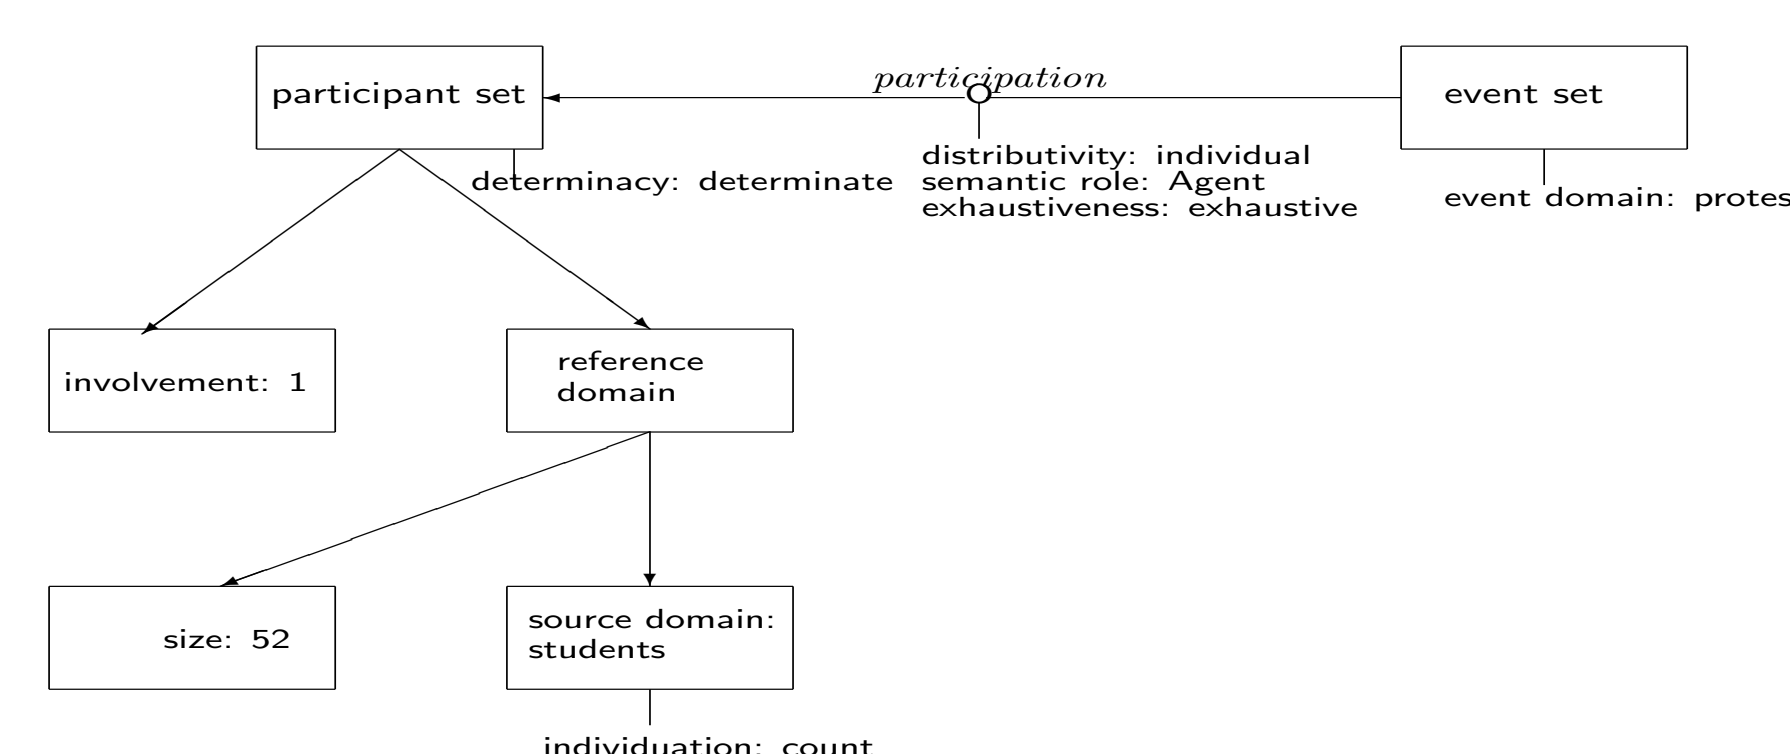 participation
participant set
event set
distributivity: individual
determinacy: determinate
semantic role: Agent
exhaustiveness: exhaustive
event domain: protes
reference
domain
involvement: 1
source domain:
students
size: 52
individuation: count